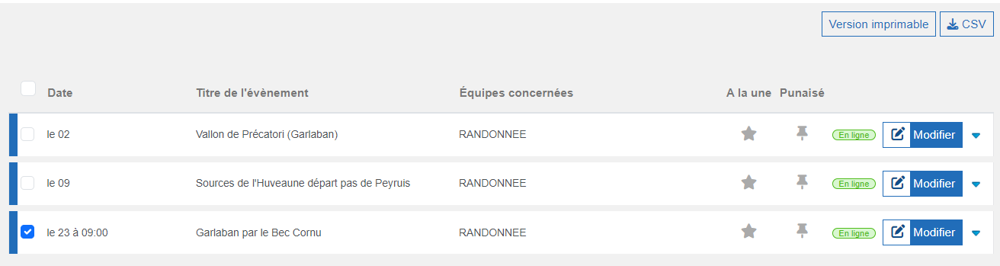 Version imprimable CSV
Date Titre de l'évènement Équipes concernées A la une Punaisé
le 02 Vallon de Précatori (Garlaban) RANDONNEE En ligne Modifier
le 09 Sources de l'Huveaune départ pas de Peyruis RANDONNEE En ligne Modifier
le 23 à 09:00 Garlaban par le Bec Cornu RANDONNEE En ligne Modifier